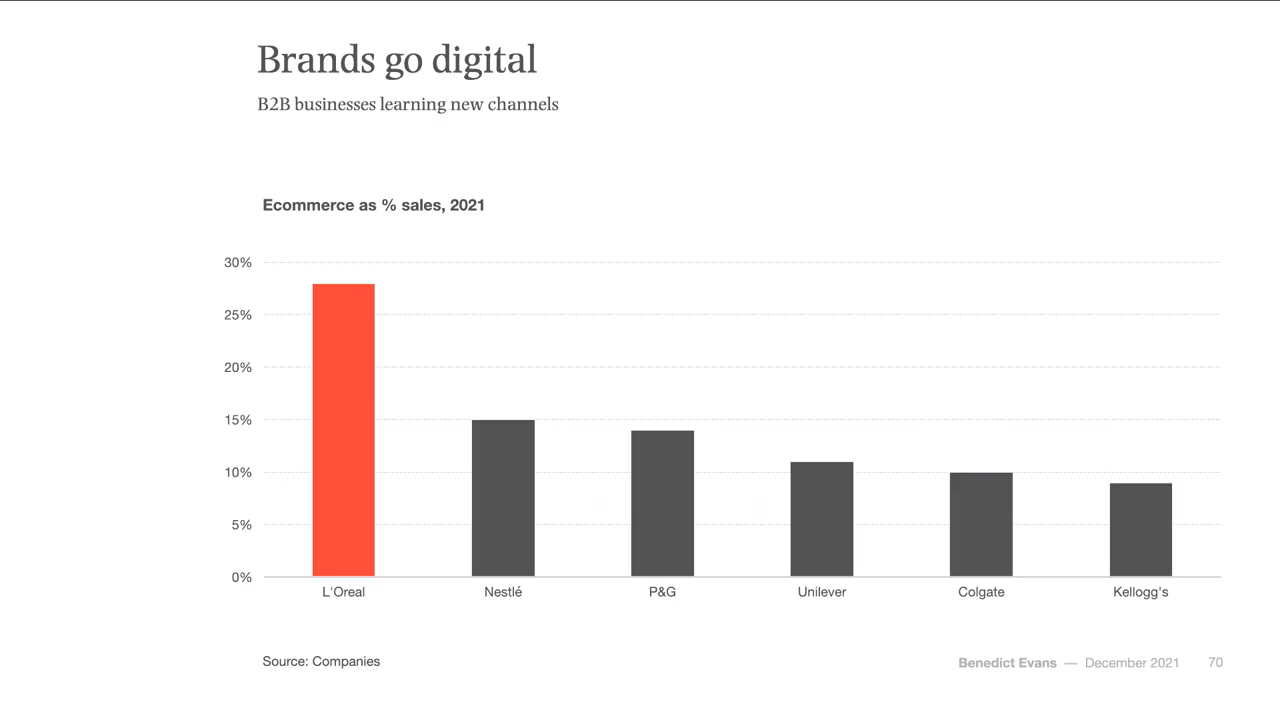 Brands go digital
B2B businesses learning new channels
Ecommerce as % sales, 2021
30%
25%
20%
15%
10%
5%
0%
L'Oreal
Nestlé
P&G
Unilever
Colgate
Kellogg's
Source: Companies
Benedict Evans — December 2021 70